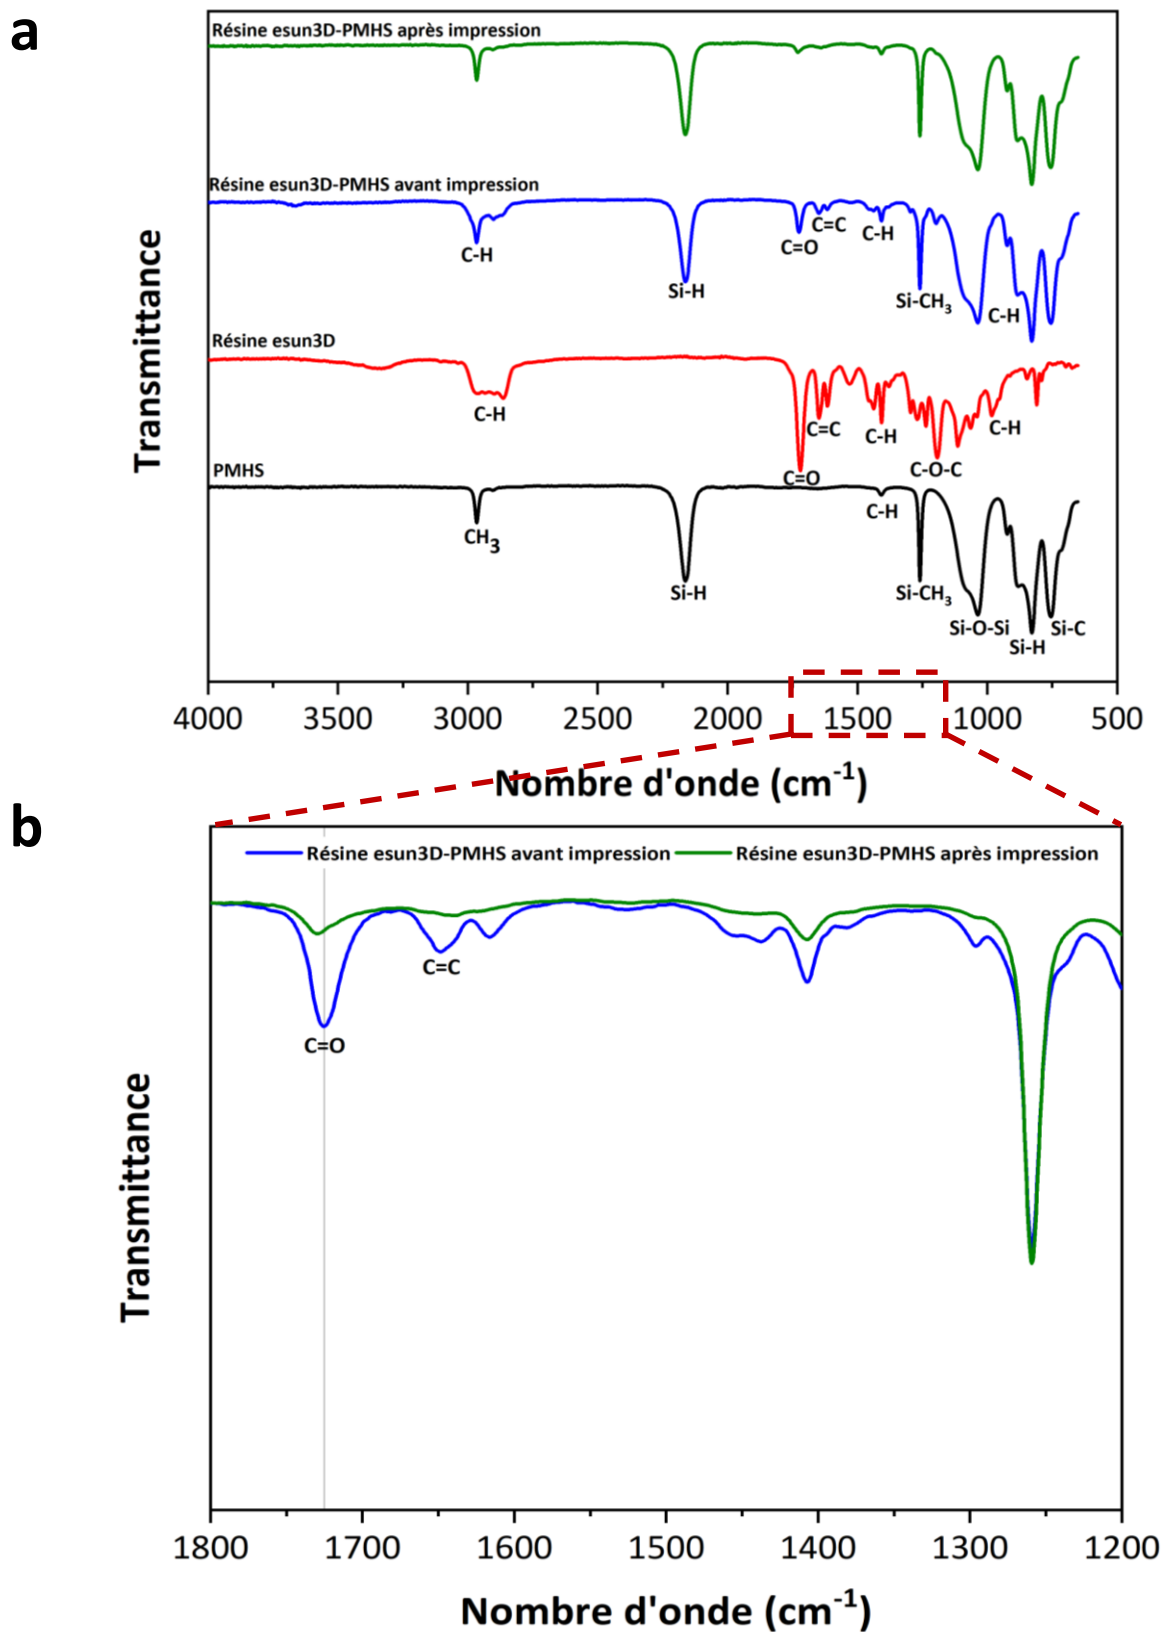 a
Résine esun3D-PMHS après impression
Résine esun3D-PMHS avant impression
C-H
Si-H
C=O
C=C
C-H
Si-CH3
C-H
Résine esun3D
C-H
C=O
C=C
C-H
C-O-C
C-H
PMHS
CH3
Si-H
C-H
Si-CH3
Si-O-Si
Si-H
Si-C
Transmittance
4000 3500 3000 2500 2000 1500 1000 500
Nombre d'onde (cm-1)
b
Résine esun3D-PMHS avant impression Résine esun3D-PMHS après impression
C=O
C=C
Transmittance
1800 1700 1600 1500 1400 1300 1200
Nombre d'onde (cm-1)